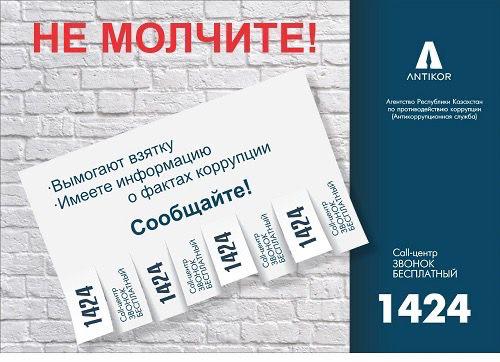 НЕ МОЛЧИТЕ!
·Вымогают взятку
·Имеете информацию
о фактах коррупции
Сообщайте!
1424
Call-центр
ЗВОНОК
БЕСПЛАТНЫЙ
1424
Call-центр
ЗВОНОК
БЕСПЛАТНЫЙ
1424
Call-центр
ЗВОНОК
БЕСПЛАТНЫЙ
1424
Call-центр
ЗВОНОК
БЕСПЛАТНЫЙ
ANTIKOR
Агентство Республики Казахстан
по противодействию коррупции
(Антикоррупционная служба)
Call-центр
ЗВОНОК
БЕСПЛАТНЫЙ
1424